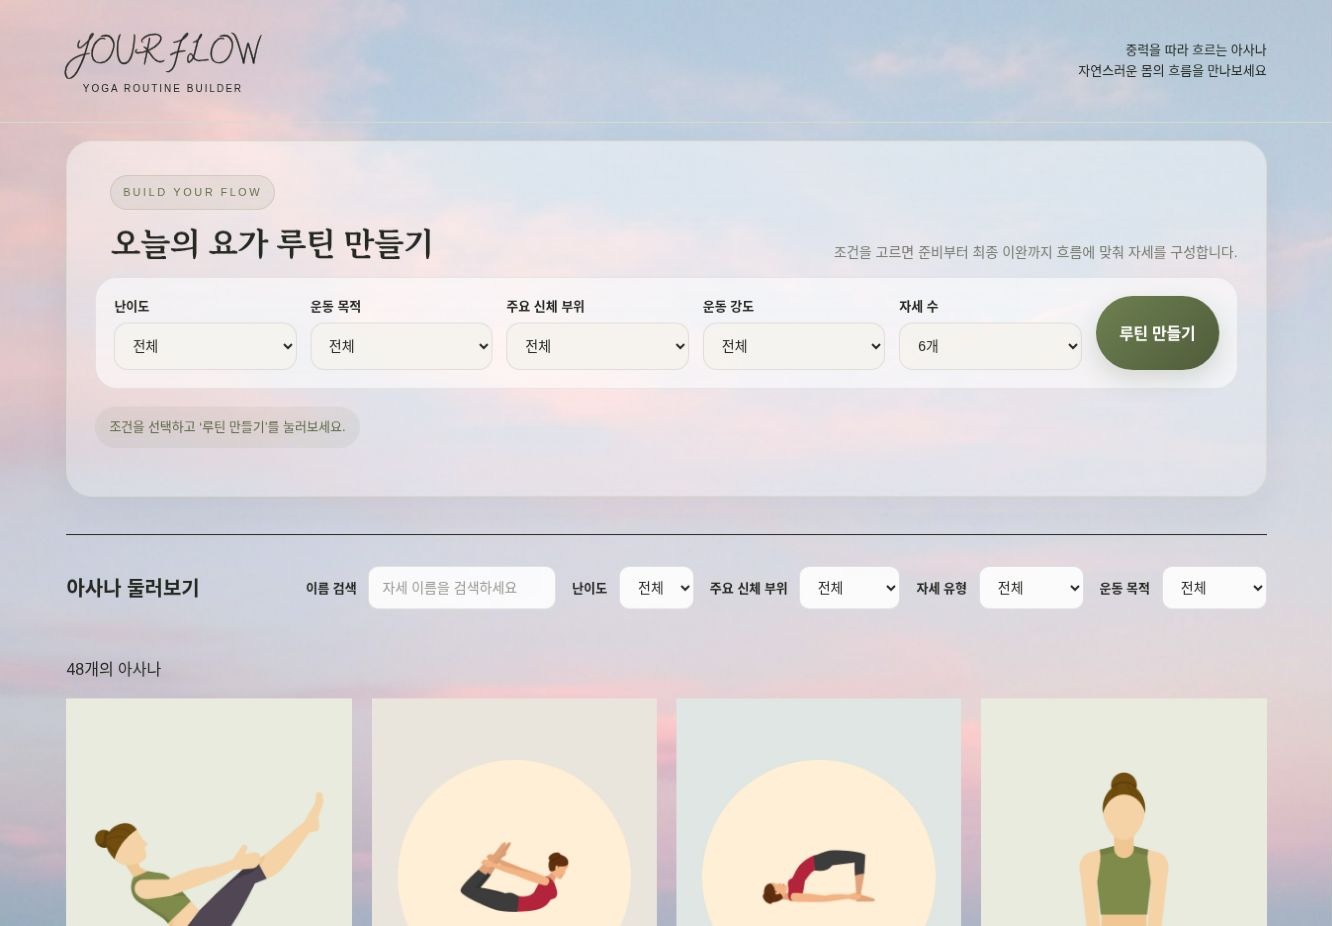 YOUR FLOW
YOGA ROUTINE BUILDER
중력을 따라 흐르는 아사나
자연스러운 몸의 흐름을 만나보세요
BUILD YOUR FLOW
오늘의 요가 루틴 만들기
조건을 고르면 준비부터 최종 이완까지 흐름에 맞춰 자세를 구성합니다.
난이도 운동 목적 주요 신체 부위 운동 강도 자세 수
전체 전체 전체 전체 6개 루틴 만들기
조건을 선택하고 '루틴 만들기'를 눌러보세요.
아사나 둘러보기 이름 검색 자세 이름을 검색하세요 난이도 전체 주요 신체 부위 전체 자세 유형 전체 운동 목적 전체
48개의 아사나